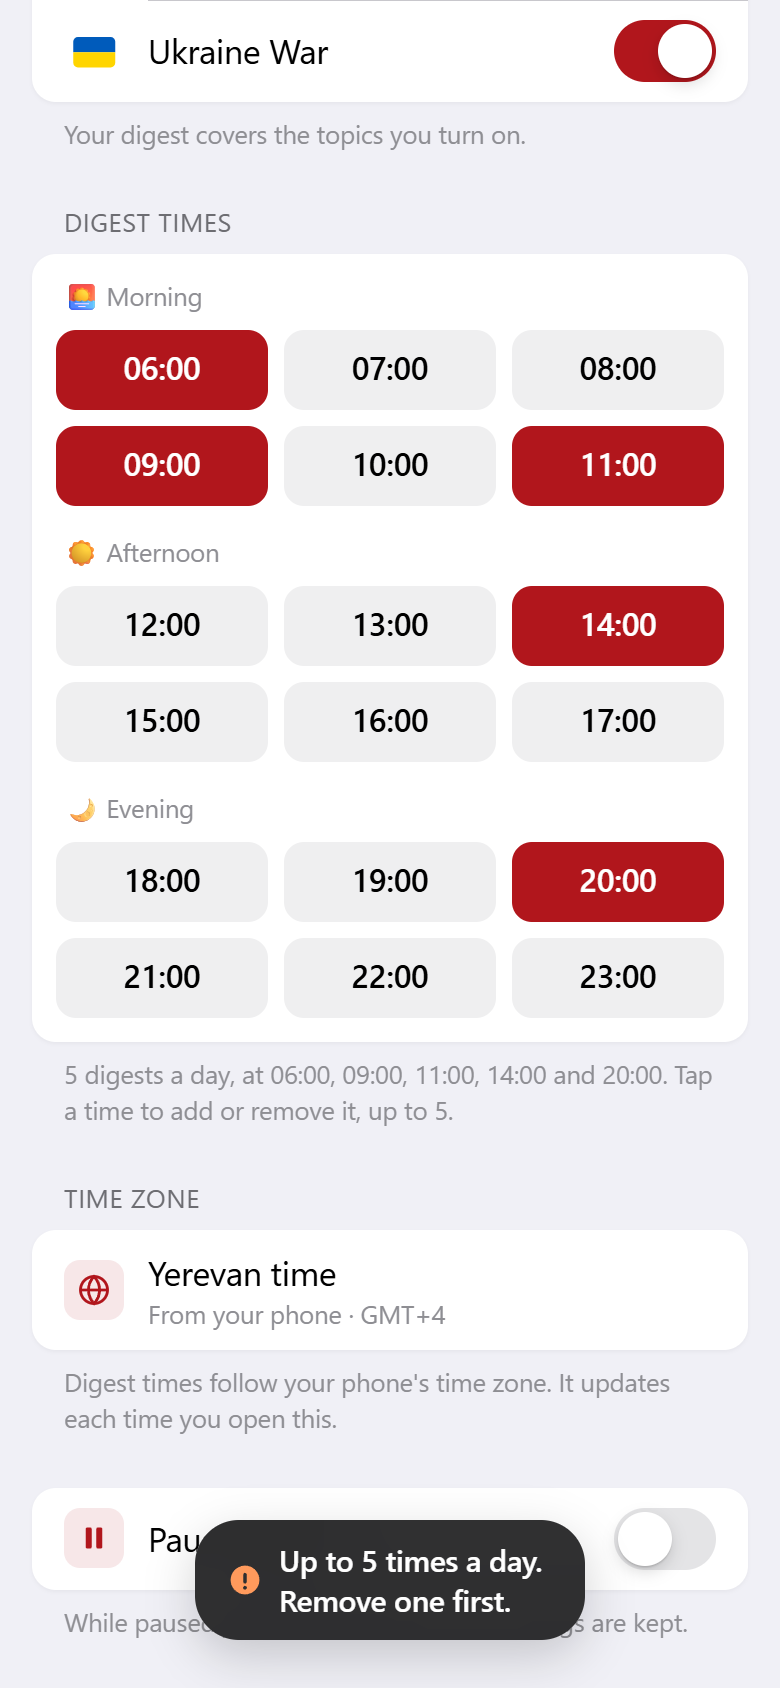 Ukraine War
Your digest covers the topics you turn on.
DIGEST TIMES
Morning
06:00 07:00 08:00
09:00 10:00 11:00
Afternoon
12:00 13:00 14:00
15:00 16:00 17:00
Evening
18:00 19:00 20:00
21:00 22:00 23:00
5 digests a day, at 06:00, 09:00, 11:00, 14:00 and 20:00. Tap
a time to add or remove it, up to 5.
TIME ZONE
Yerevan time
From your phone · GMT+4
Digest times follow your phone's time zone. It updates
each time you open this.
Up to 5 times a day.
Remove one first.
While are kept.